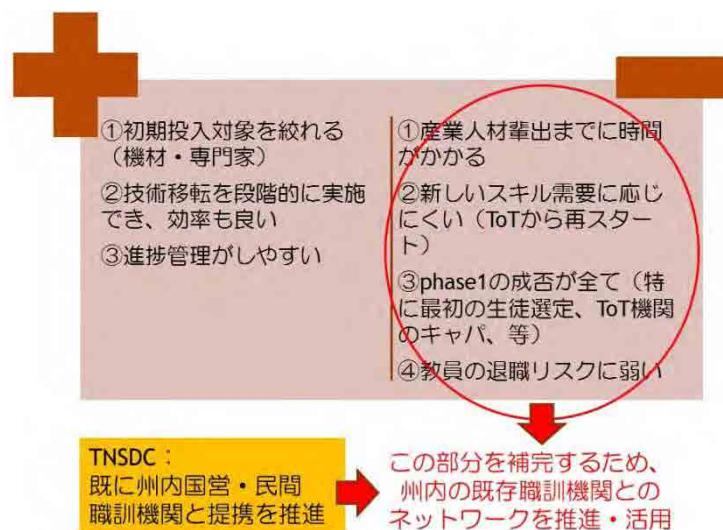 ①初期投入対象を絞れる
（機材・専門家）
②技術移転を段階的に実施
でき、効率も良い
③進捗管理がしやすい
①産業人材輩出までに時間
がかかる
②新しいスキル需要に応じ
にくい（ToTから再スター
ト）
③phase1の成否が全て（特
に最初の生徒選定、ToT機関
のキャパ、等）
④教員の退職リスクに弱い
TNSDC：
既に州内国営・民間
職訓機関と提携を推進
この部分を補完するため、
州内の既存職訓機関との
ネットワークを推進・活用